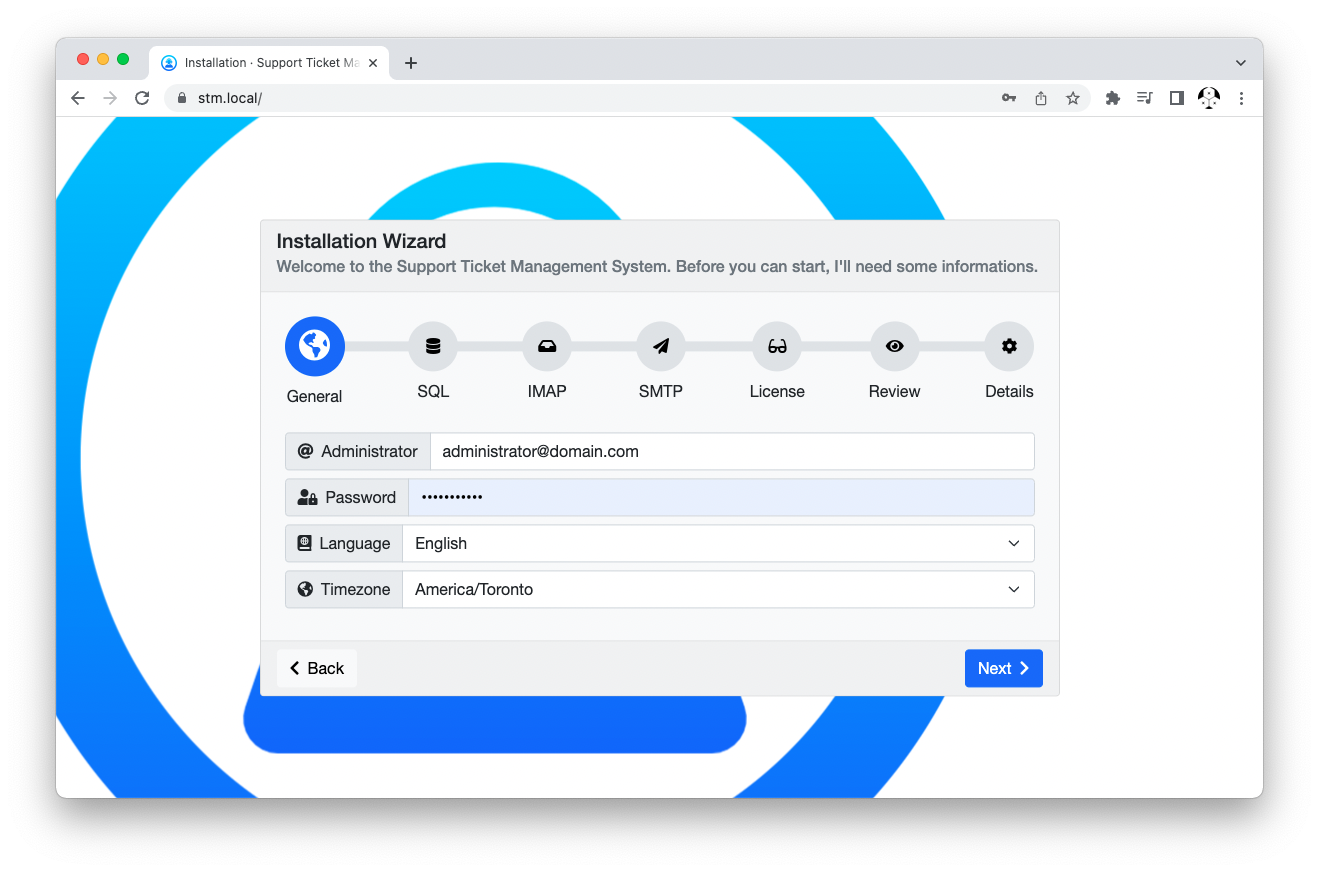 Installation · Support Ticket Ma
stm.local/
Installation Wizard
Welcome to the Support Ticket Management System. Before you can start, I'll need some informations.
General
SQL
IMAP
SMTP
License
Review
Details
Administrator administrator@domain.com
Password •••••••••••
Language English
Timezone America/Toronto
Back
Next